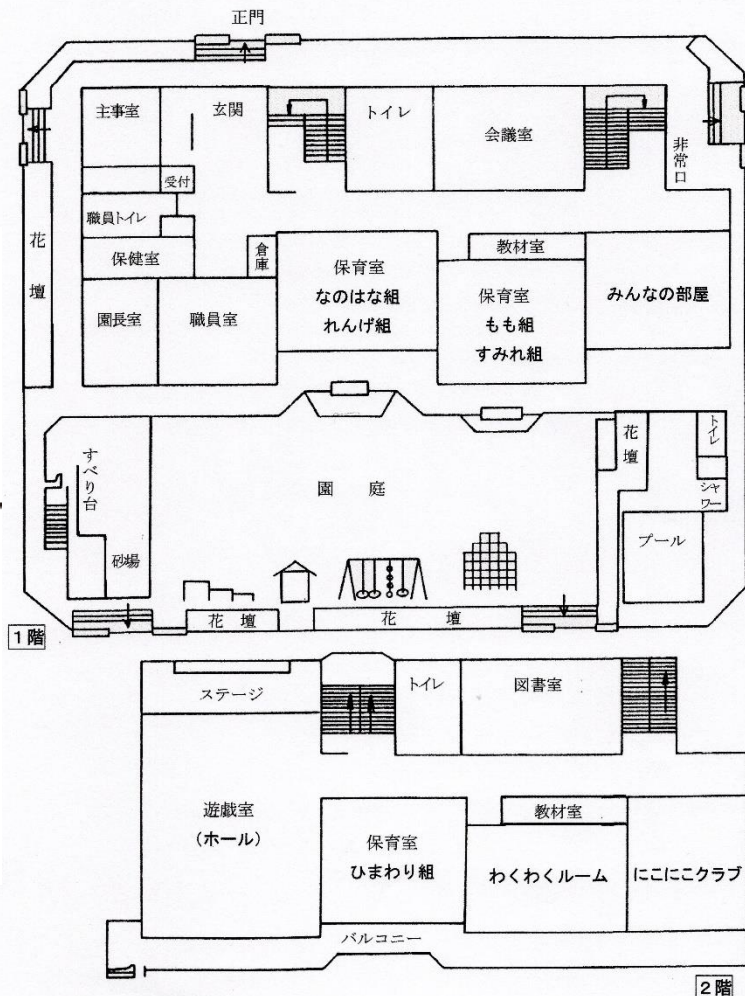 正門
主事室
玄関
トイレ
会議室
非常口
受付
職員トイレ
保健室
倉庫
花壇
園長室
職員室
保育室
なのはな組
れんげ組
教材室
保育室
もも組
すみれ組
みんなの部屋
すべり台
砂場
園庭
花壇
トイレ
シャワー
プール
花壇
花壇
1階
ステージ
トイレ
図書室
遊戯室
(ホール)
保育室
ひまわり組
教材室
わくわくルーム
にこにこクラブ
バルコニー
2階